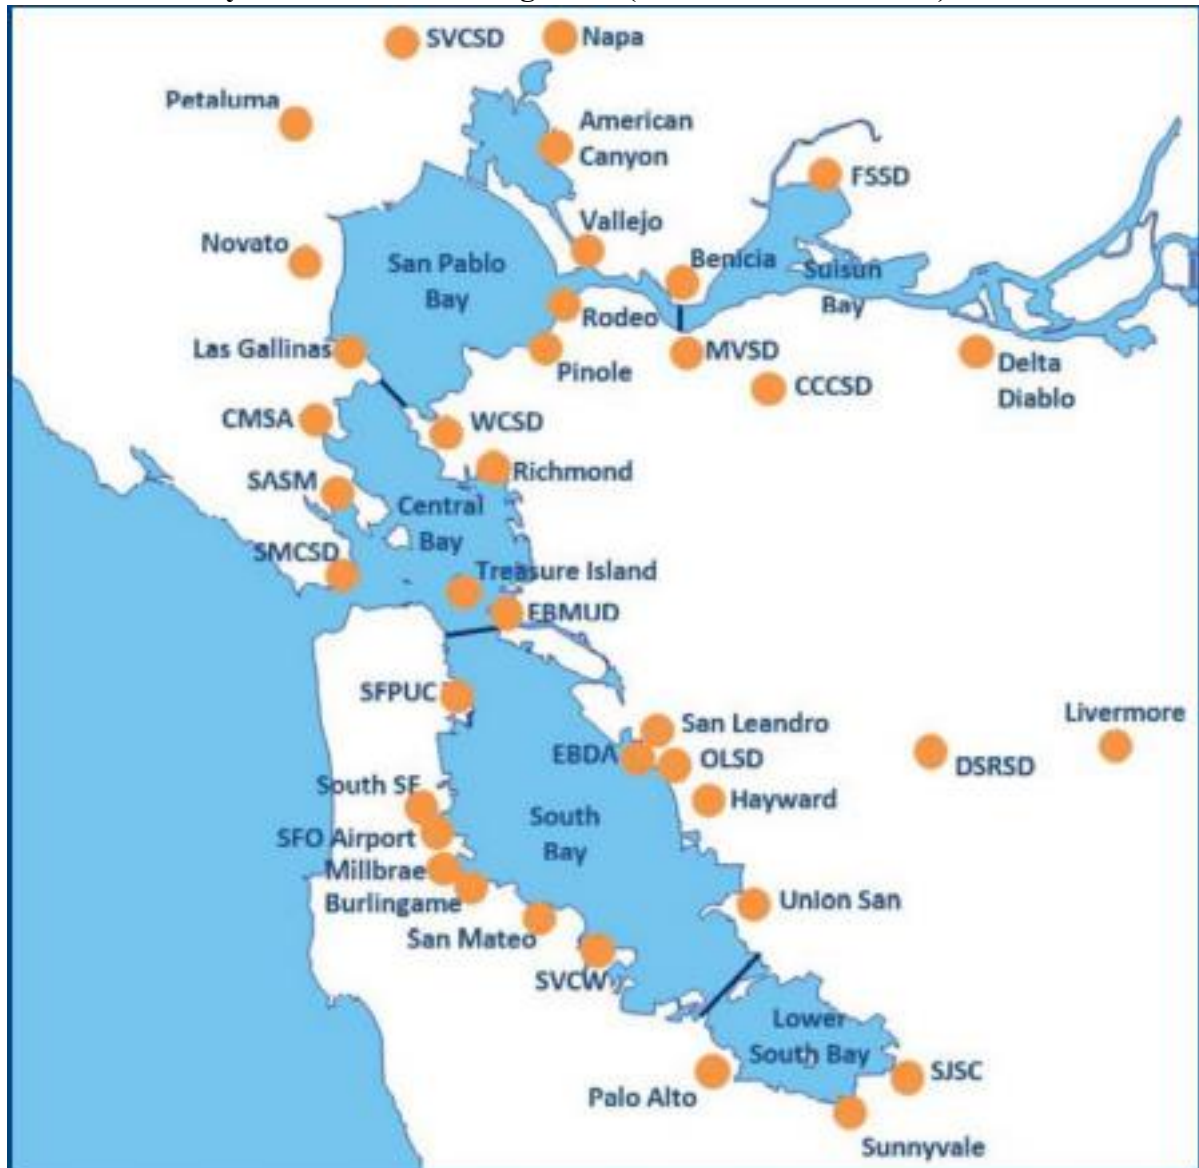 SVCSD
Napa
Petaluma
American
Canyon
FSSD
Vallejo
Novato
San Pablo
Bay
Benicia
Suisun
Bay
Rodeo
Las Gallinas
Pinole
MVSD
CCCSD
Delta
Diablo
CMSA
WCSD
Richmond
SASM
Central
Bay
SMCSD
Treasure Island
EBMUD
SFPUC
San Leandro
Livermore
EBDA
OLSD
DSRSD
South SF
Hayward
South
Bay
SFO Airport
Millbrae
Burlingame
Union San
San Mateo
SVCW
Lower
South Bay
SJSC
Palo Alto
Sunnyvale